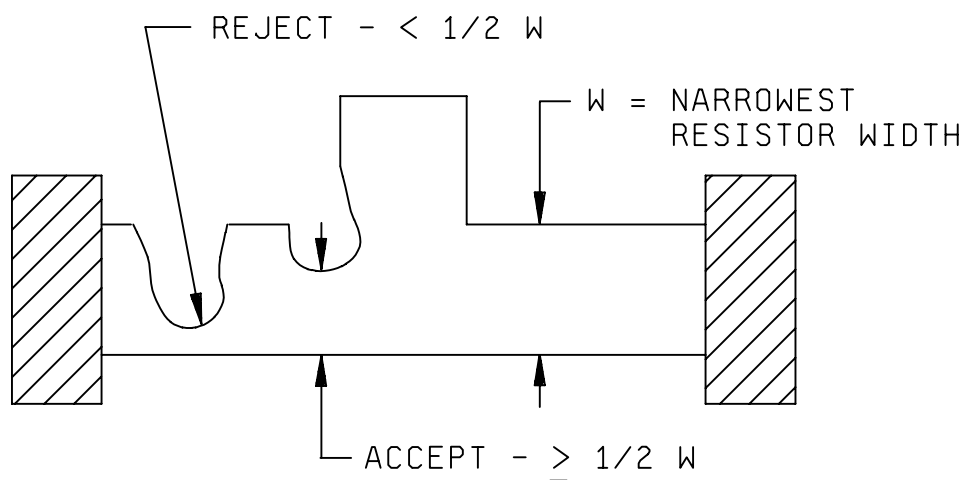 REJECT - < 1/2 W
W = NARROWEST
RESISTOR WIDTH
ACCEPT - ≥ 1/2 W